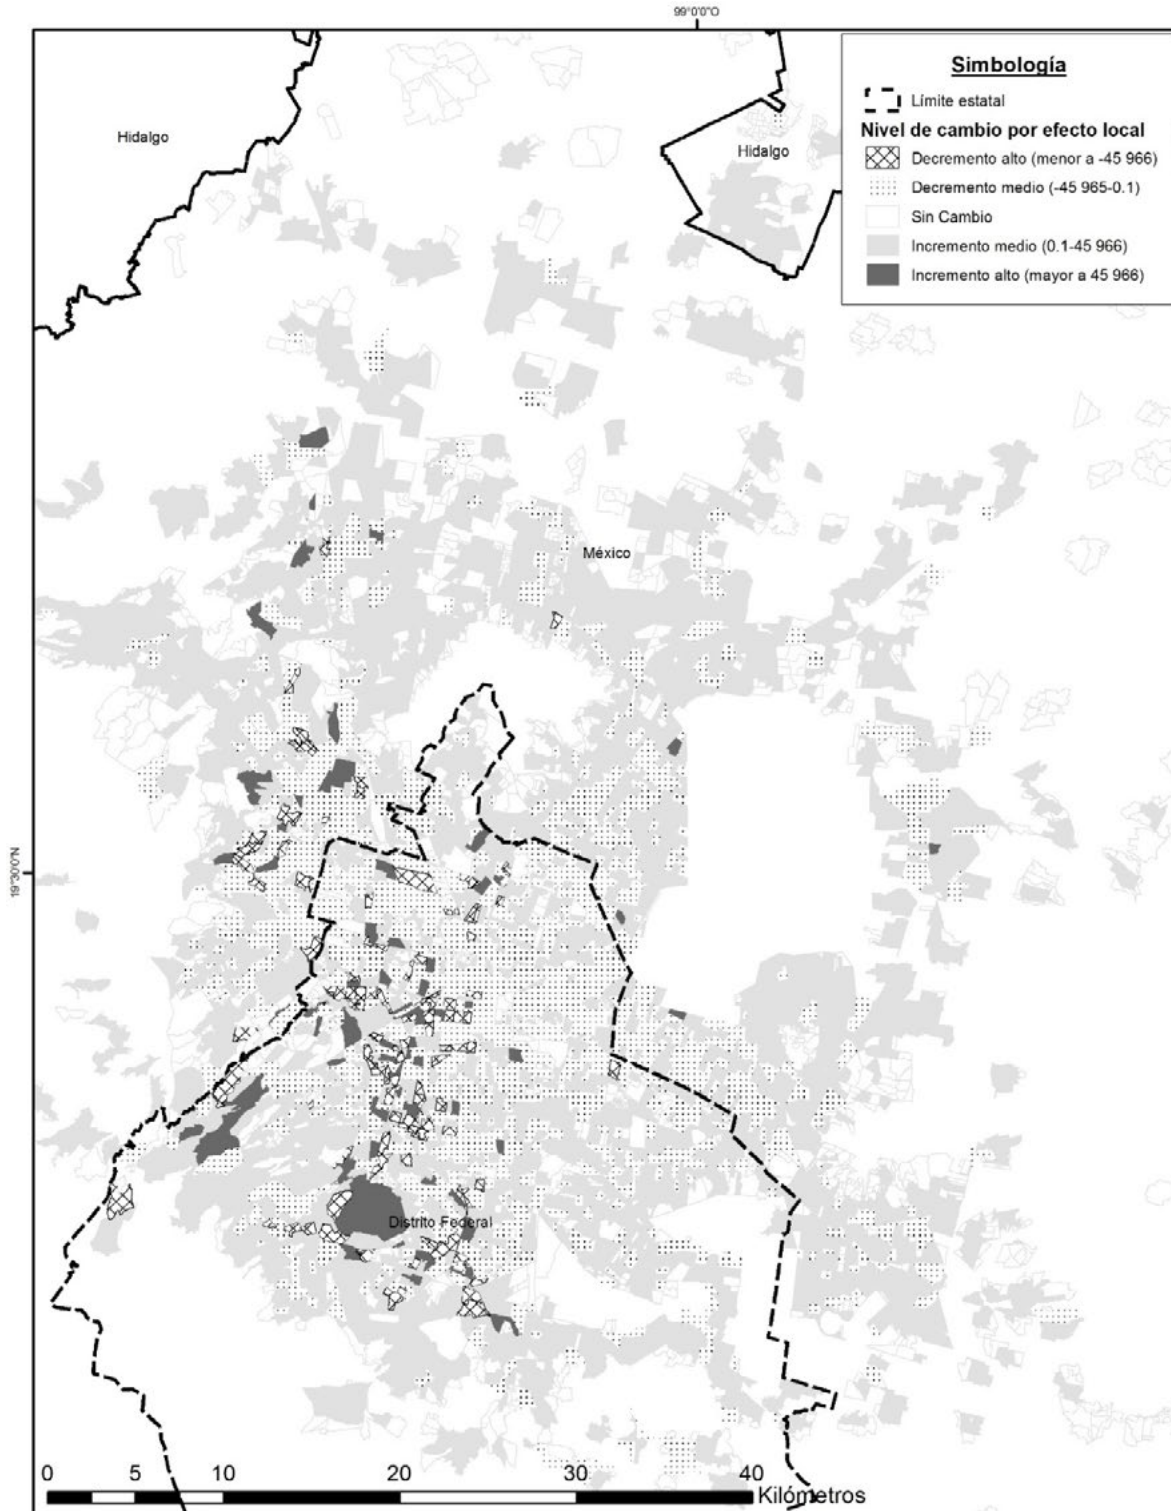 99°0'0"O
Simbología
Límite estatal
Nivel de cambio por efecto local
Decremento alto (menor a -45 966)
Decremento medio (-45 965-0.1)
Sin Cambio
Incremento medio (0.1-45 966)
Incremento alto (mayor a 45 966)
Hidalgo
Hidalgo
México
19°30'0"N
Distrito Federal
0 5 10 20 30 40
Kilómetros